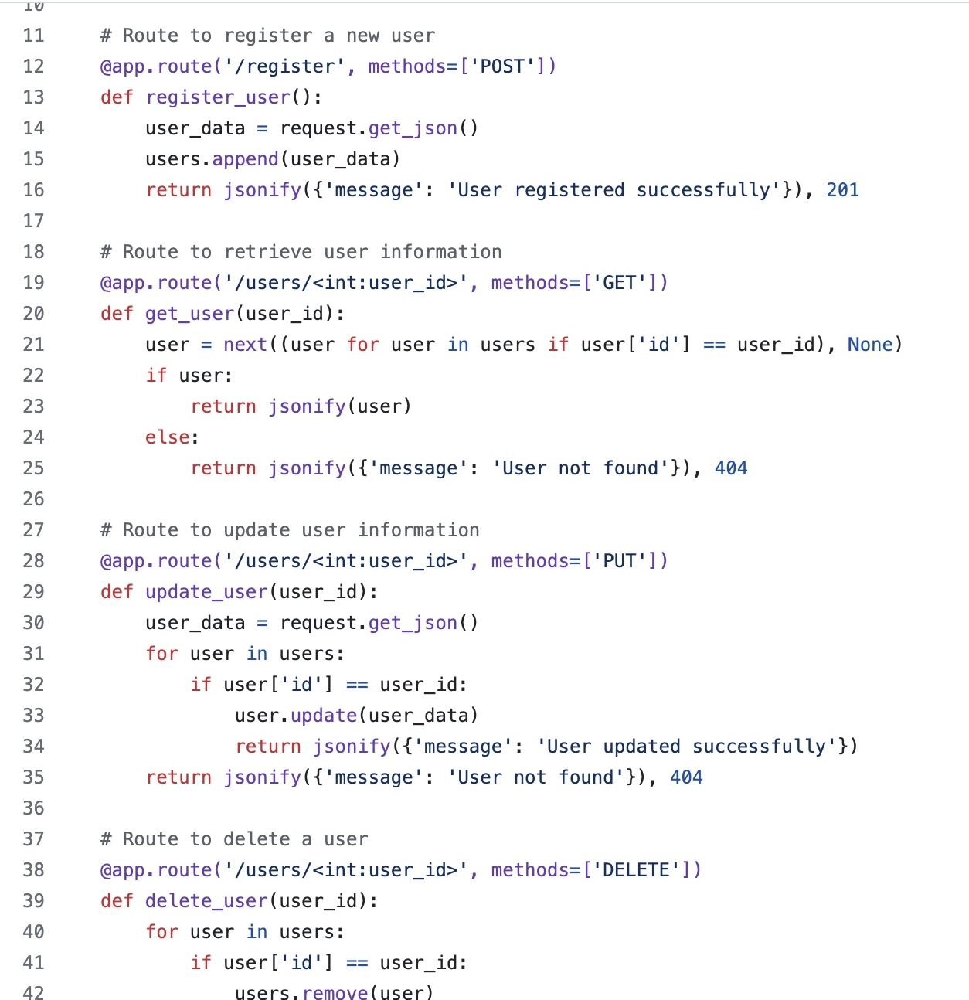 10
11 # Route to register a new user
12 @app.route('/register', methods=['POST'])
13 def register_user():
14     user_data = request.get_json()
15     users.append(user_data)
16     return jsonify({'message': 'User registered successfully'}), 201
17
18 # Route to retrieve user information
19 @app.route('/users/<int:user_id>', methods=['GET'])
20 def get_user(user_id):
21     user = next((user for user in users if user['id'] == user_id), None)
22     if user:
23         return jsonify(user)
24     else:
25         return jsonify({'message': 'User not found'}), 404
26
27 # Route to update user information
28 @app.route('/users/<int:user_id>', methods=['PUT'])
29 def update_user(user_id):
30     user_data = request.get_json()
31     for user in users:
32         if user['id'] == user_id:
33             user.update(user_data)
34             return jsonify({'message': 'User updated successfully'})
35     return jsonify({'message': 'User not found'}), 404
36
37 # Route to delete a user
38 @app.route('/users/<int:user_id>', methods=['DELETE'])
39 def delete_user(user_id):
40     for user in users:
41         if user['id'] == user_id:
42             users.remove(user)